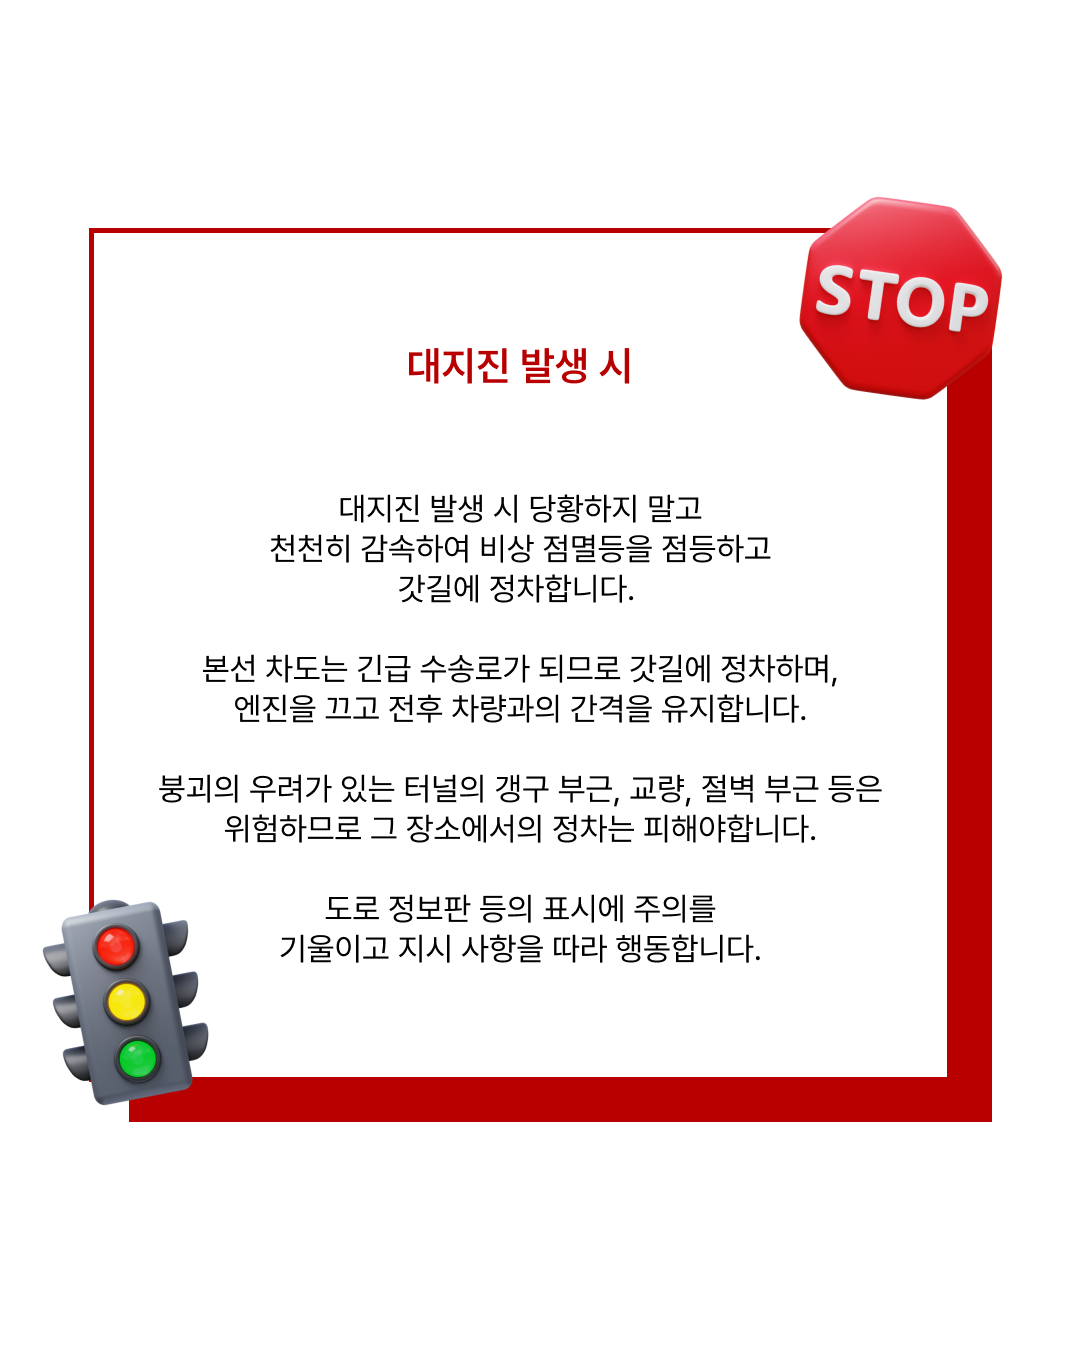 STOP
대지진 발생 시
대지진 발생 시 당황하지 말고
천천히 감속하여 비상 점멸등을 점등하고
갓길에 정차합니다.
본선 차도는 긴급 수송로가 되므로 갓길에 정차하며,
엔진을 끄고 전후 차량과의 간격을 유지합니다.
붕괴의 우려가 있는 터널의 갱구 부근, 교량, 절벽 부근 등은
위험하므로 그 장소에서의 정차는 피해야합니다.
도로 정보판 등의 표시에 주의를
기울이고 지시 사항을 따라 행동합니다.